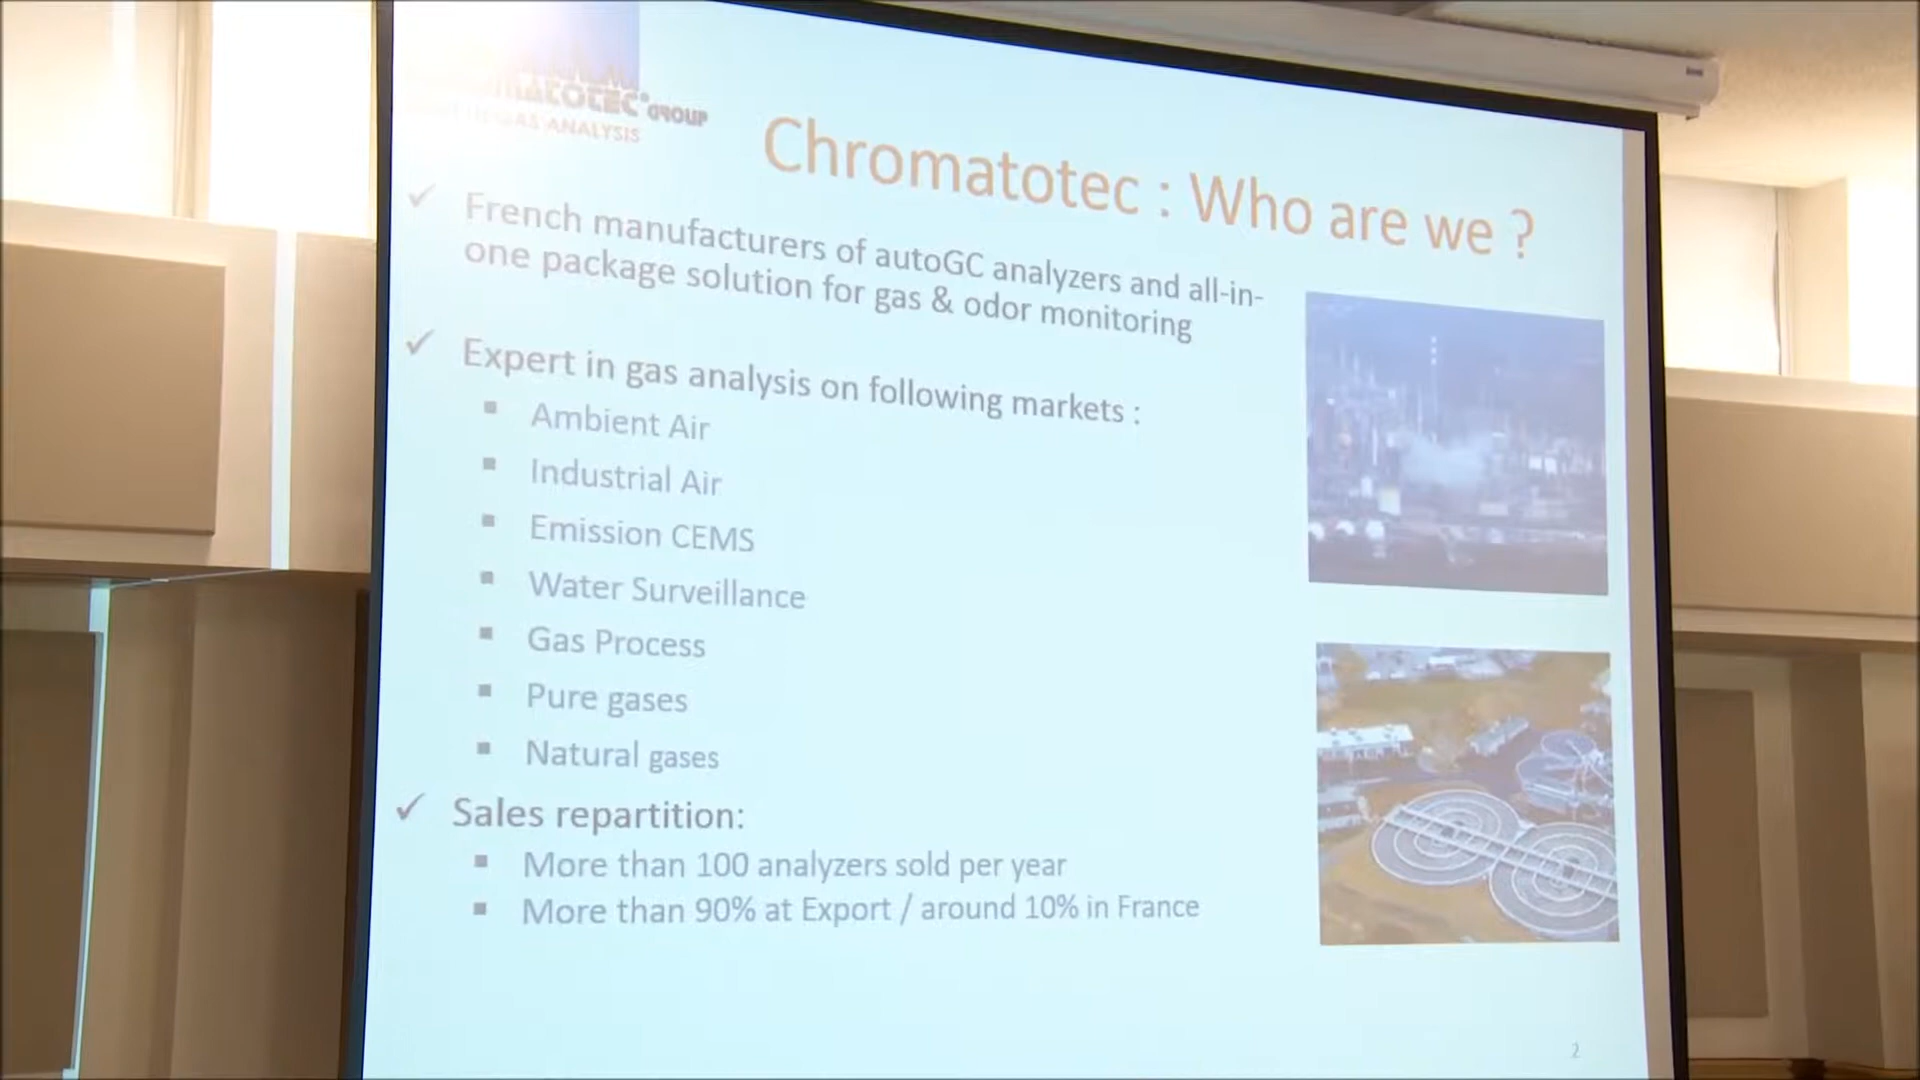 GROUP
GAS ANALYSIS
Chromatotec : Who are we ?
✓ French manufacturers of autoGC analyzers and all-in-
one package solution for gas & odor monitoring
✓ Expert in gas analysis on following markets :
▪ Ambient Air
▪ Industrial Air
▪ Emission CEMS
▪ Water Surveillance
▪ Gas Process
▪ Pure gases
▪ Natural gases
✓ Sales repartition:
▪ More than 100 analyzers sold per year
▪ More than 90% at Export / around 10% in France
2